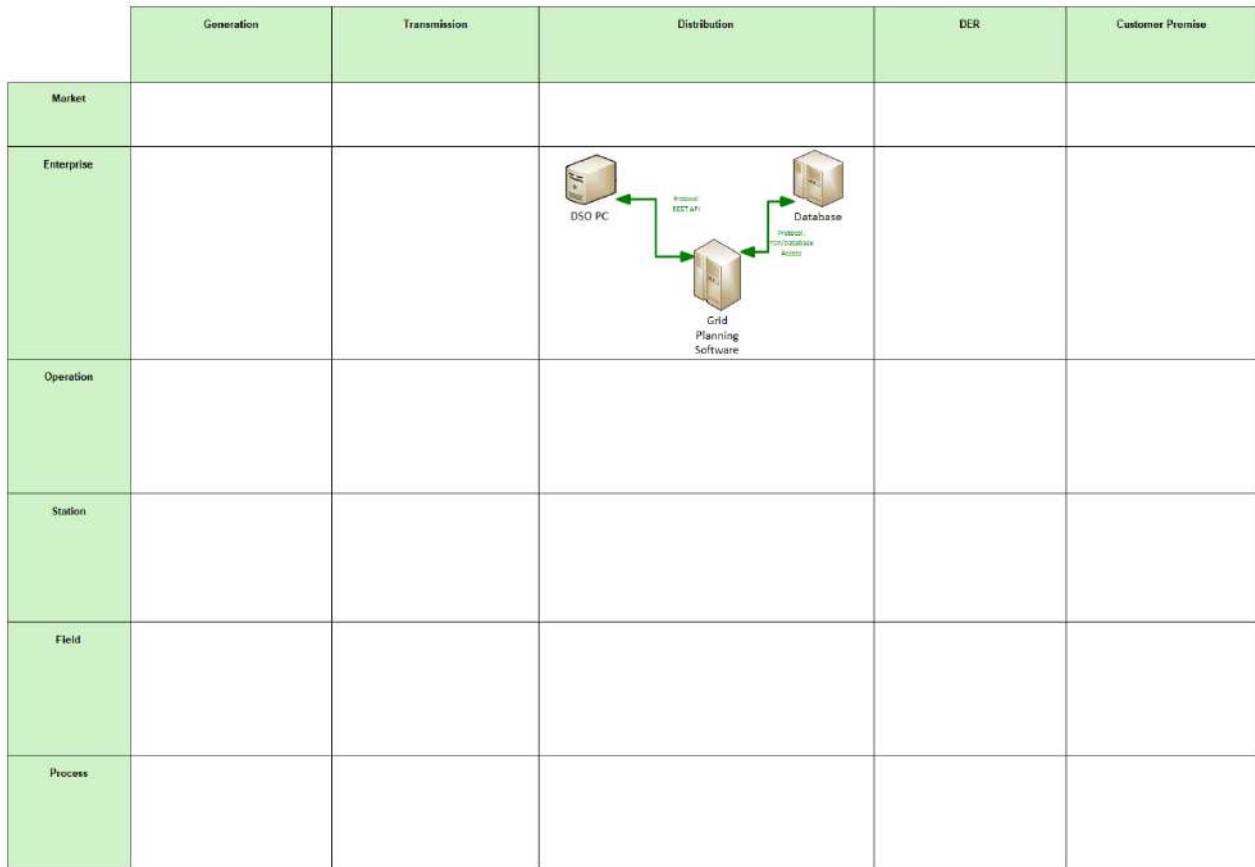 Generation
Transmission
Distribution
DER
Customer Premise
Market
Enterprise
DSO PC
Protocol:
REST API
Database
Protocol:
TCP/Database
Access
Grid
Planning
Software
Operation
Station
Field
Process